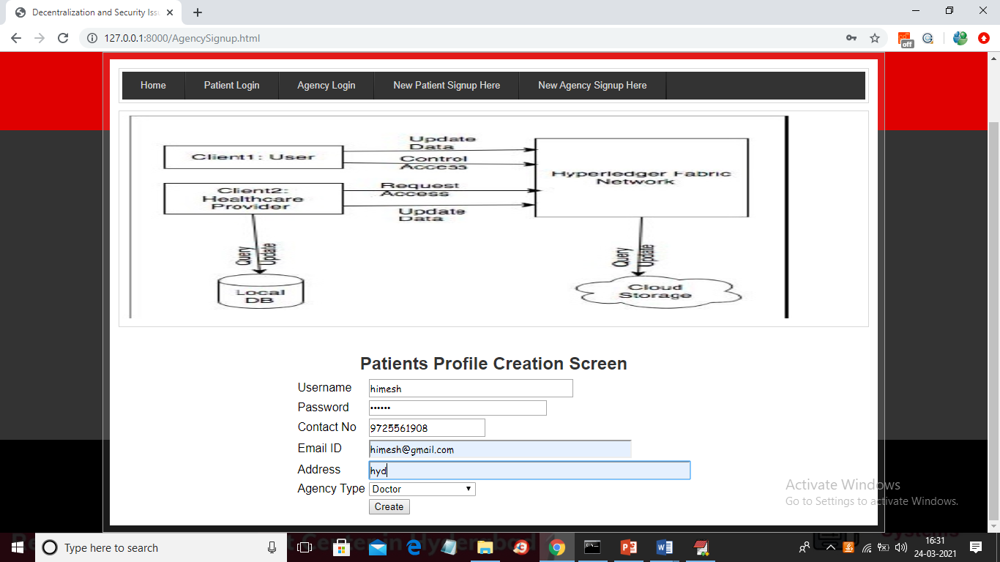 Decentralization and Security Iss
127.0.0.1:8000/AgencySignup.html
off
Home Patient Login Agency Login New Patient Signup Here New Agency Signup Here
Client1: User
Update
Data
Control
Access
Client2:
Healthcare
Provider
Request
Access
Update
Data
Hyperledger Fabric
Network
Query
Update
Query
Update
Local
DB
Cloud
Storage
Patients Profile Creation Screen
Username himesh
Password ••••••
Contact No 9725561908
Email ID himesh@gmail.com
Address hyd
Agency Type Doctor
Create
Activate Windows
Go to Settings to activate Windows.
Systems
Type here to search
16:31
24-03-2021